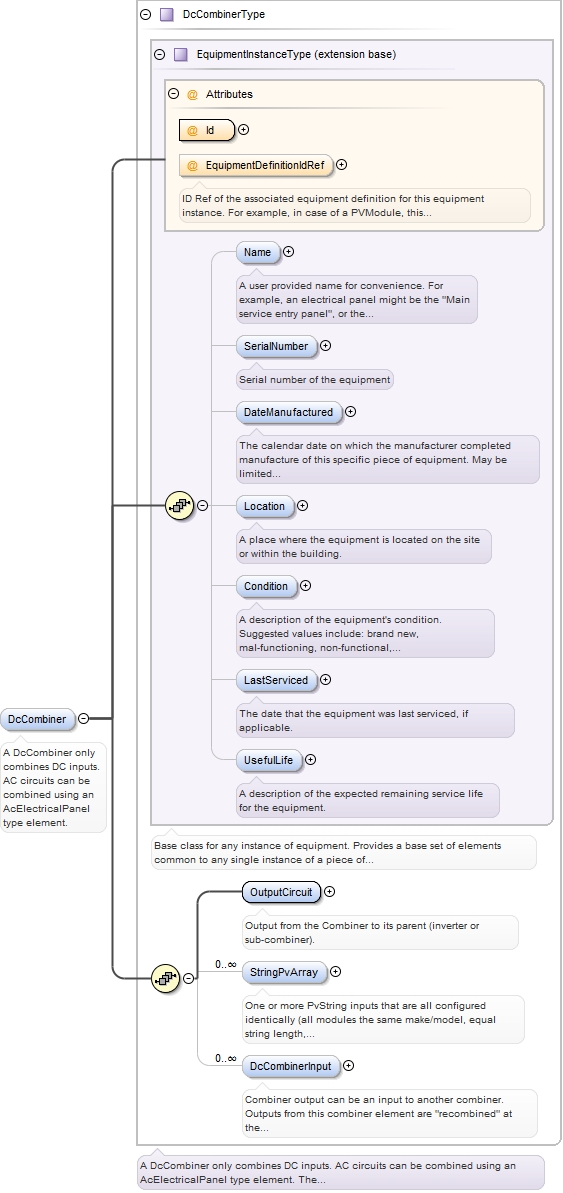 DcCombinerType
EquipmentInstanceType (extension base)
@ Attributes
@ Id
@ EquipmentDefinitionIdRef
ID Ref of the associated equipment definition for this equipment
instance. For example, in case of a PVModule, this...
Name
A user provided name for convenience. For
example, an electrical panel might be the "Main
service entry panel", or the...
SerialNumber
Serial number of the equipment
DateManufactured
The calendar date on which the manufacturer completed
manufacture of this specific piece of equipment. May be
limited...
Location
A place where the equipment is located on the site
or within the building.
Condition
A description of the equipment's condition.
Suggested values include: brand new,
mal-functioning, non-functional,...
LastServiced
The date that the equipment was last serviced, if
applicable.
UsefulLife
A description of the expected remaining service life
for the equipment.
DcCombiner
A DcCombiner only
combines DC inputs.
AC circuits can be
combined using an
AcElectricalPanel
type element.
Base class for any instance of equipment. Provides a base set of elements
common to any single instance of a piece of...
OutputCircuit
Output from the Combiner to its parent (inverter or
sub-combiner).
0..∞
StringPvArray
One or more PvString inputs that are all configured
identically (all modules the same make/model, equal
string length,...
0..∞
DcCombinerInput
Combiner output can be an input to another combiner.
Outputs from this combiner element are "recombined" at
the...
A DcCombiner only combines DC inputs. AC circuits can be combined using an
AcElectricalPanel type element. The...